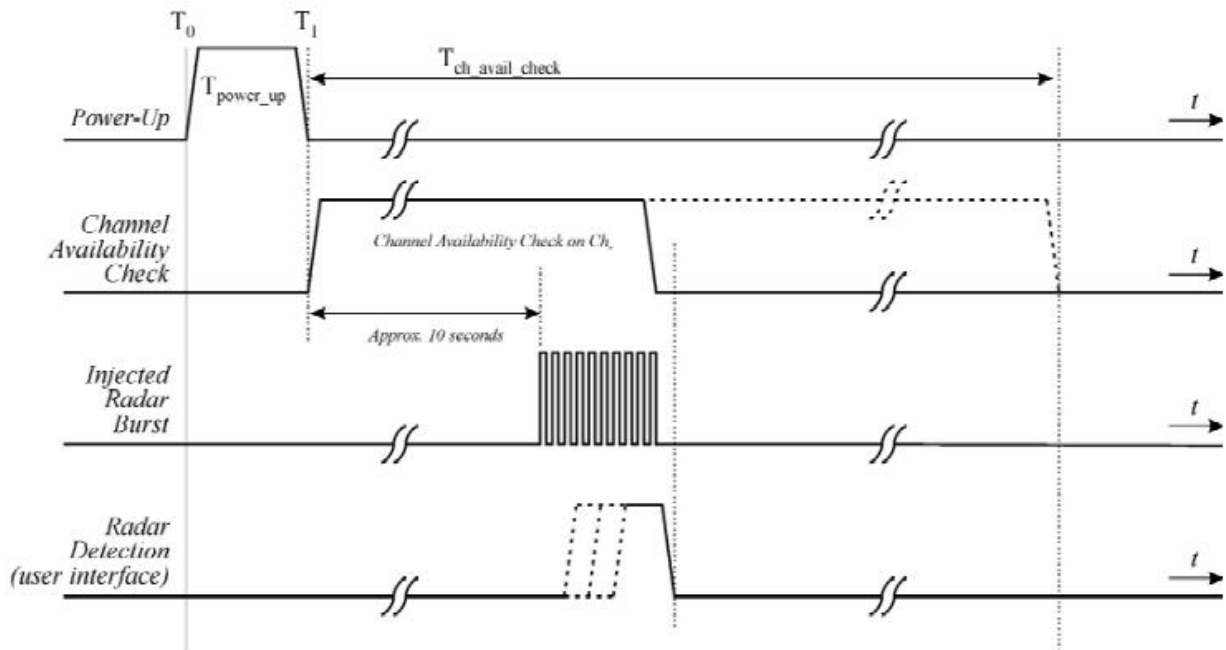 T0 T1
Tch_avail_check
Tpower_up
Power-Up
t
Channel
Availability
Check
Channel Availability Check on Chr
t
Approx. 10 seconds
Injected
Radar
Burst
t
Radar
Detection
(user interface)
t